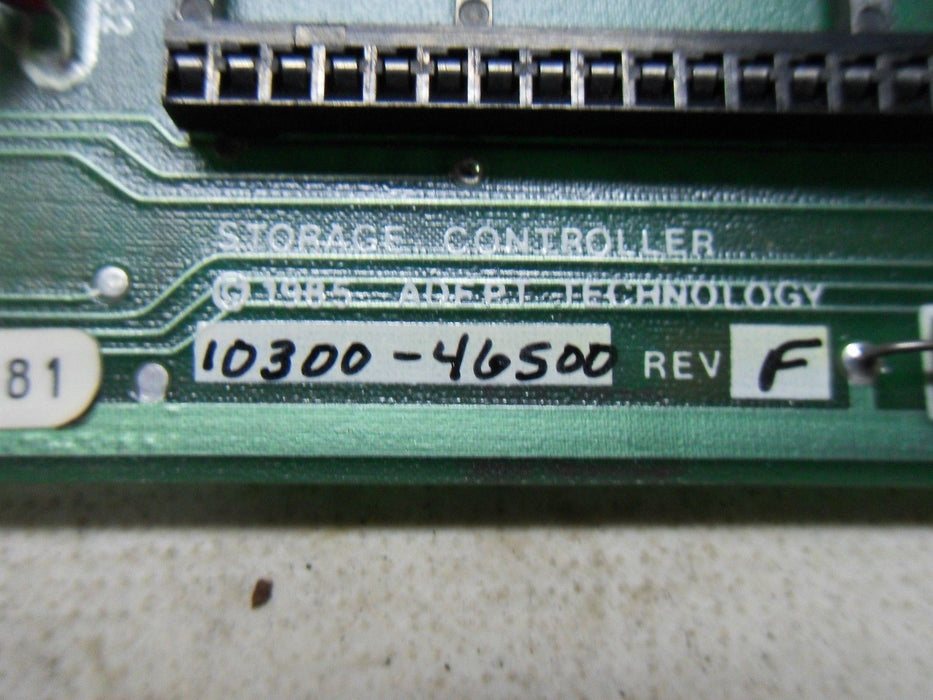 STORAGE CONTROLLER
© 1985 ADEPT TECHNOLOGY
10300-46500 REV F
81